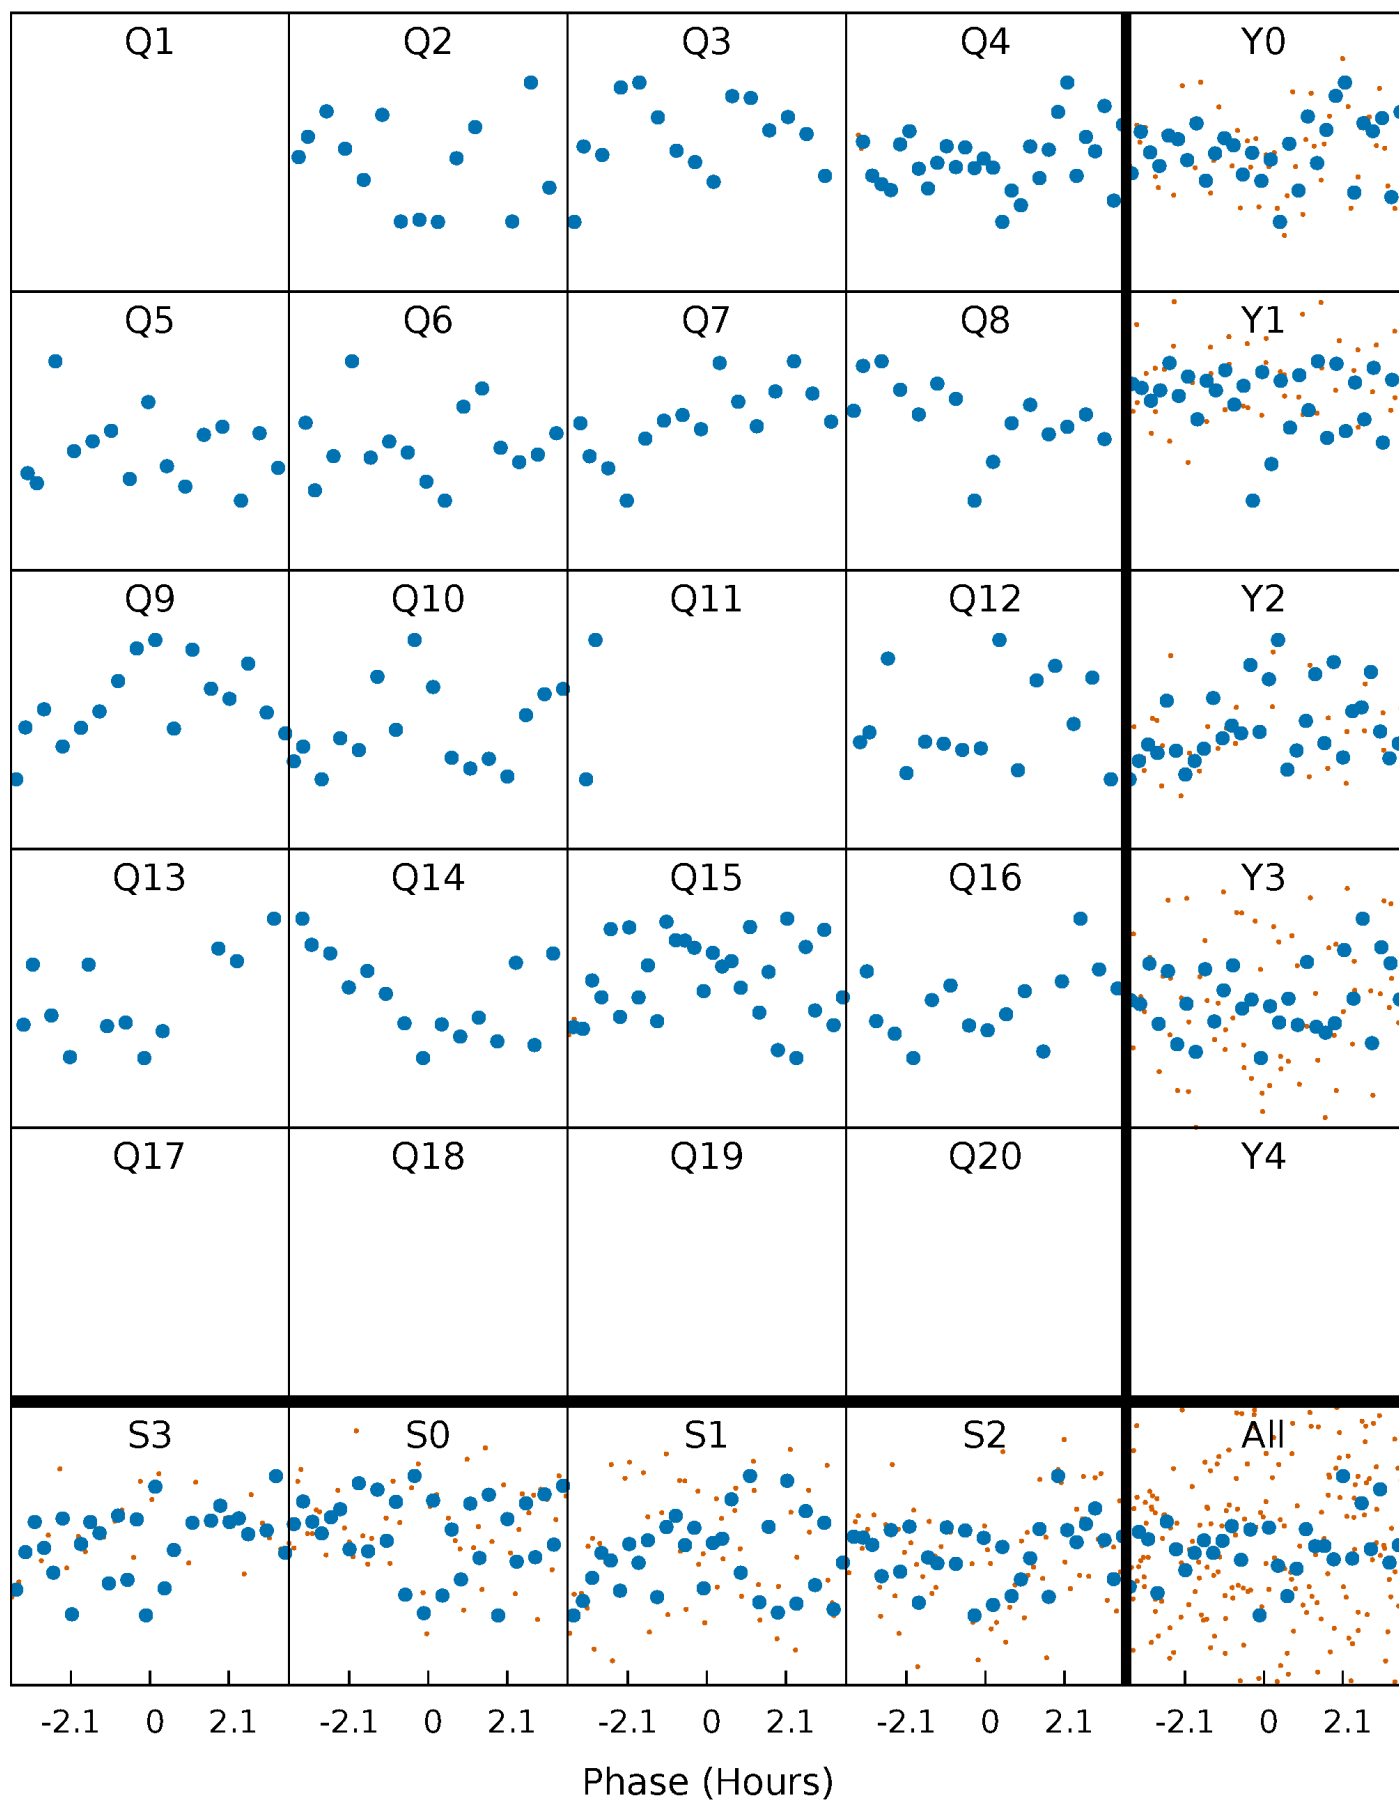 Q1 Q2 Q3 Q4 Y0
Q5 Q6 Q7 Q8 Y1
Q9 Q10 Q11 Q12 Y2
Q13 Q14 Q15 Q16 Y3
Q17 Q18 Q19 Q20 Y4
S3 S0 S1 S2 All
-2.1 0 2.1 -2.1 0 2.1 -2.1 0 2.1 -2.1 0 2.1 -2.1 0 2.1
Phase (Hours)